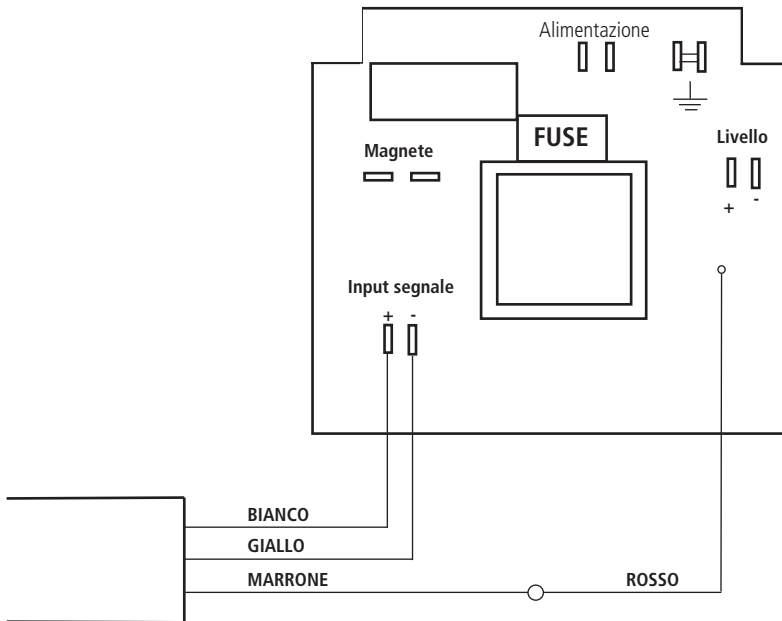 Alimentazione
FUSE
Livello
+ -
Magnete
Input segnale
+ -
BIANCO
GIALLO
MARRONE ROSSO